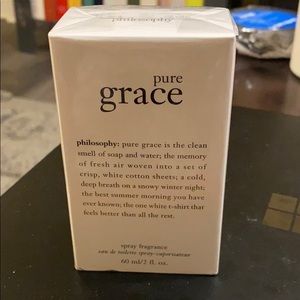 philosophy
pure
grace
philosophy: pure grace is the clean
smell of soap and water; the memory
of fresh air woven into a set of
crisp, white cotton sheets; a cold,
deep breath on a snowy winter night;
the best summer morning you have
ever known; the one white t-shirt that
feels better than all the rest.
spray fragrance
eau de toilette spray-vaporisateur
60 ml/2 fl. oz.